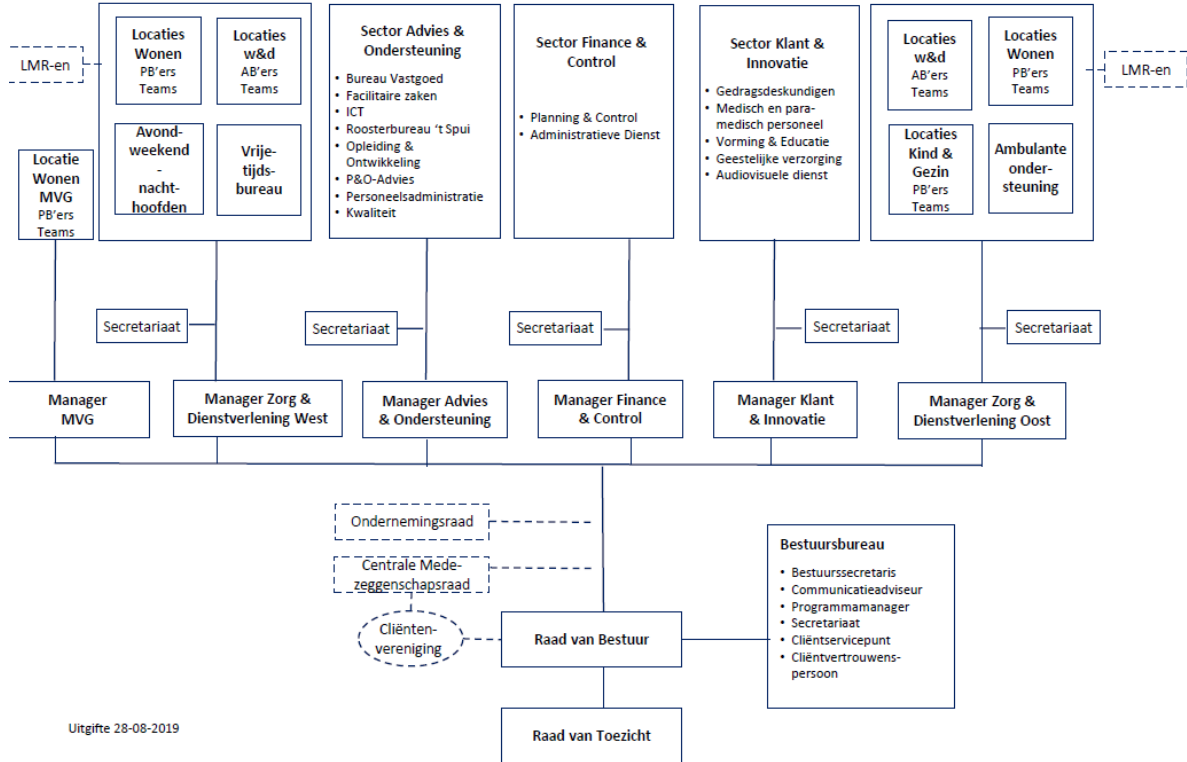 LMR-en
Locaties
Wonen
PB'ers
Teams
Locaties
w&d
AB'ers
Teams
Avond-
weekend
-
nacht-
hoofden
Vrije-
tijds-
bureau
Locatie
Wonen
MVG
PB'ers
Teams
Sector Advies &
Ondersteuning
• Bureau Vastgoed
• Facilitaire zaken
• ICT
• Roosterbureau 't Spui
• Opleiding &
Ontwikkeling
• P&O-Advies
• Personeelsadministratie
• Kwaliteit
Sector Finance &
Control
• Planning & Control
• Administratieve Dienst
Sector Klant &
Innovatie
• Gedragsdeskundigen
• Medisch en para-
medisch personeel
• Vorming & Educatie
• Geestelijke verzorging
• Audiovisuele dienst
Locaties
w&d
AB'ers
Teams
Locaties
Wonen
PB'ers
Teams
Locaties
Kind &
Gezin
PB'ers
Teams
Ambulante
onder-
steuning
LMR-en
Secretariaat
Secretariaat
Secretariaat
Secretariaat
Secretariaat
Manager
MVG
Manager Zorg &
Dienstverlening West
Manager Advies
& Ondersteuning
Manager Finance
& Control
Manager Klant
& Innovatie
Manager Zorg &
Dienstverlening Oost
Ondernemingsraad
Centrale Mede-
zeggenschapsraad
Cliënten-
vereniging
Raad van Bestuur
Bestuursbureau
• Bestuurssecretaris
• Communicatieadviseur
• Programmamanager
• Secretariaat
• Cliëntservicepunt
• Cliëntvertrouwens-
persoon
Raad van Toezicht
Uitgifte 28-08-2019